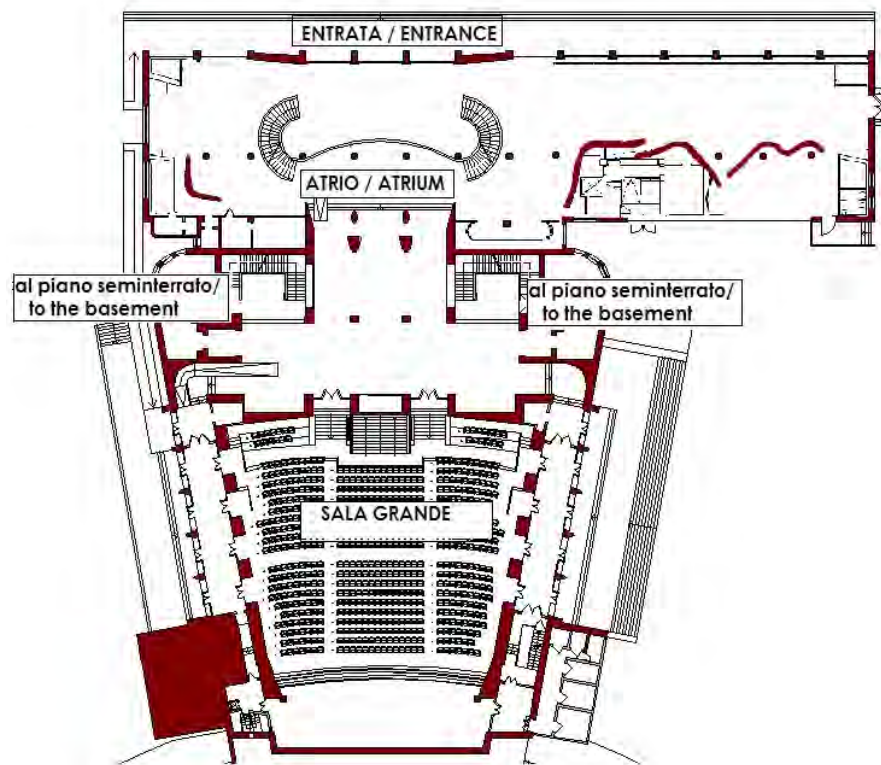 ENTRATA / ENTRANCE
ATRIO / ATRIUM
al piano seminterrato/
to the basement
al piano seminterrato/
to the basement
SALA GRANDE